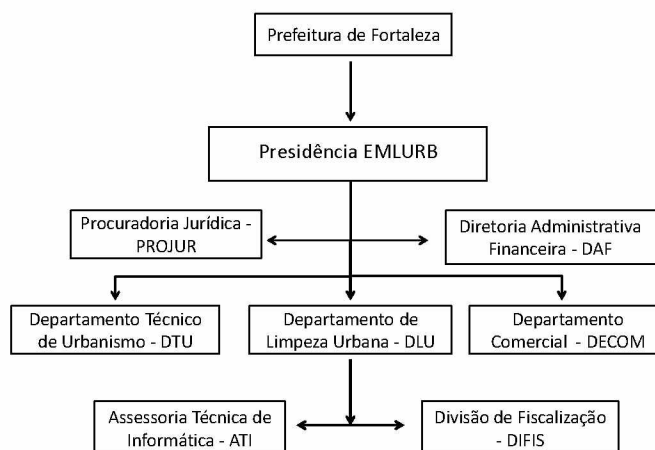 Prefeitura de Fortaleza
Presidência EMLURB
Procuradoria Jurídica -
PROJUR
Diretoria Administrativa
Financeira - DAF
Departamento Técnico
de Urbanismo - DTU
Departamento de
Limpeza Urbana - DLU
Departamento
Comercial - DECOM
Assessoria Técnica de
Informática - ATI
Divisão de Fiscalização
- DIFIS